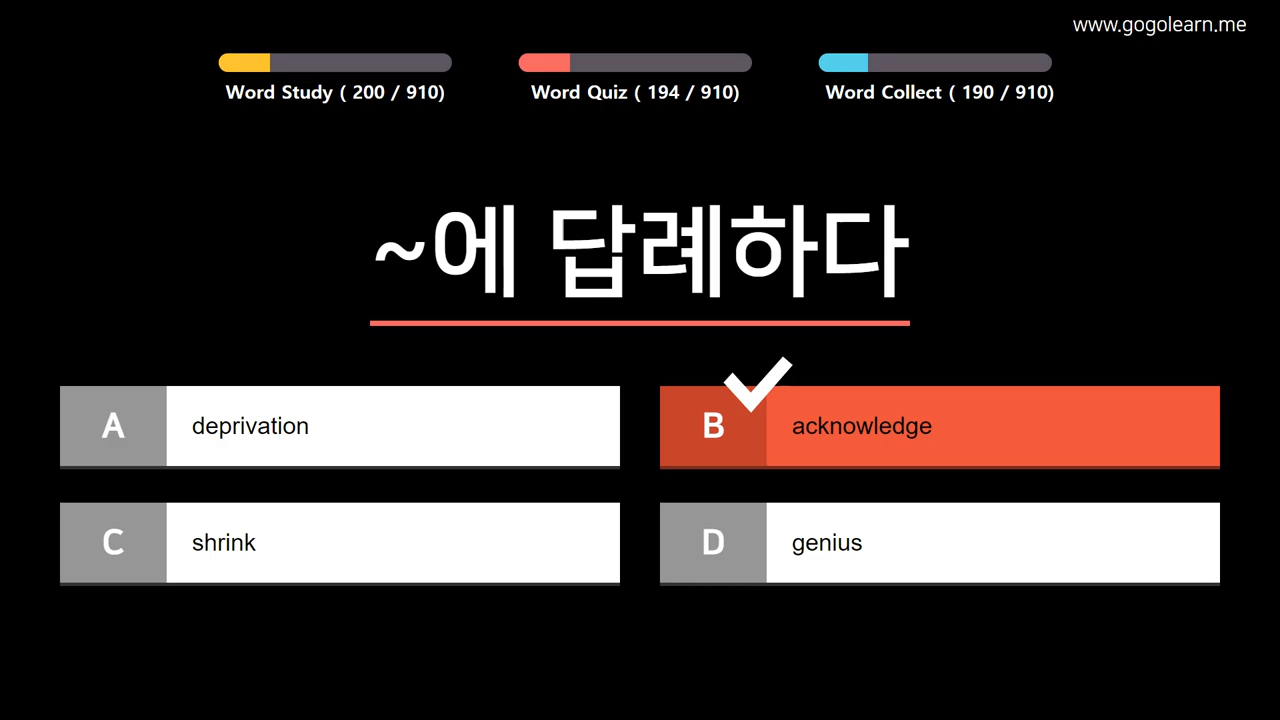 www.gogolearn.me
Word Study ( 200 / 910)
Word Quiz ( 194 / 910)
Word Collect ( 190 / 910)
~에 답례하다
A deprivation
B acknowledge
C shrink
D genius